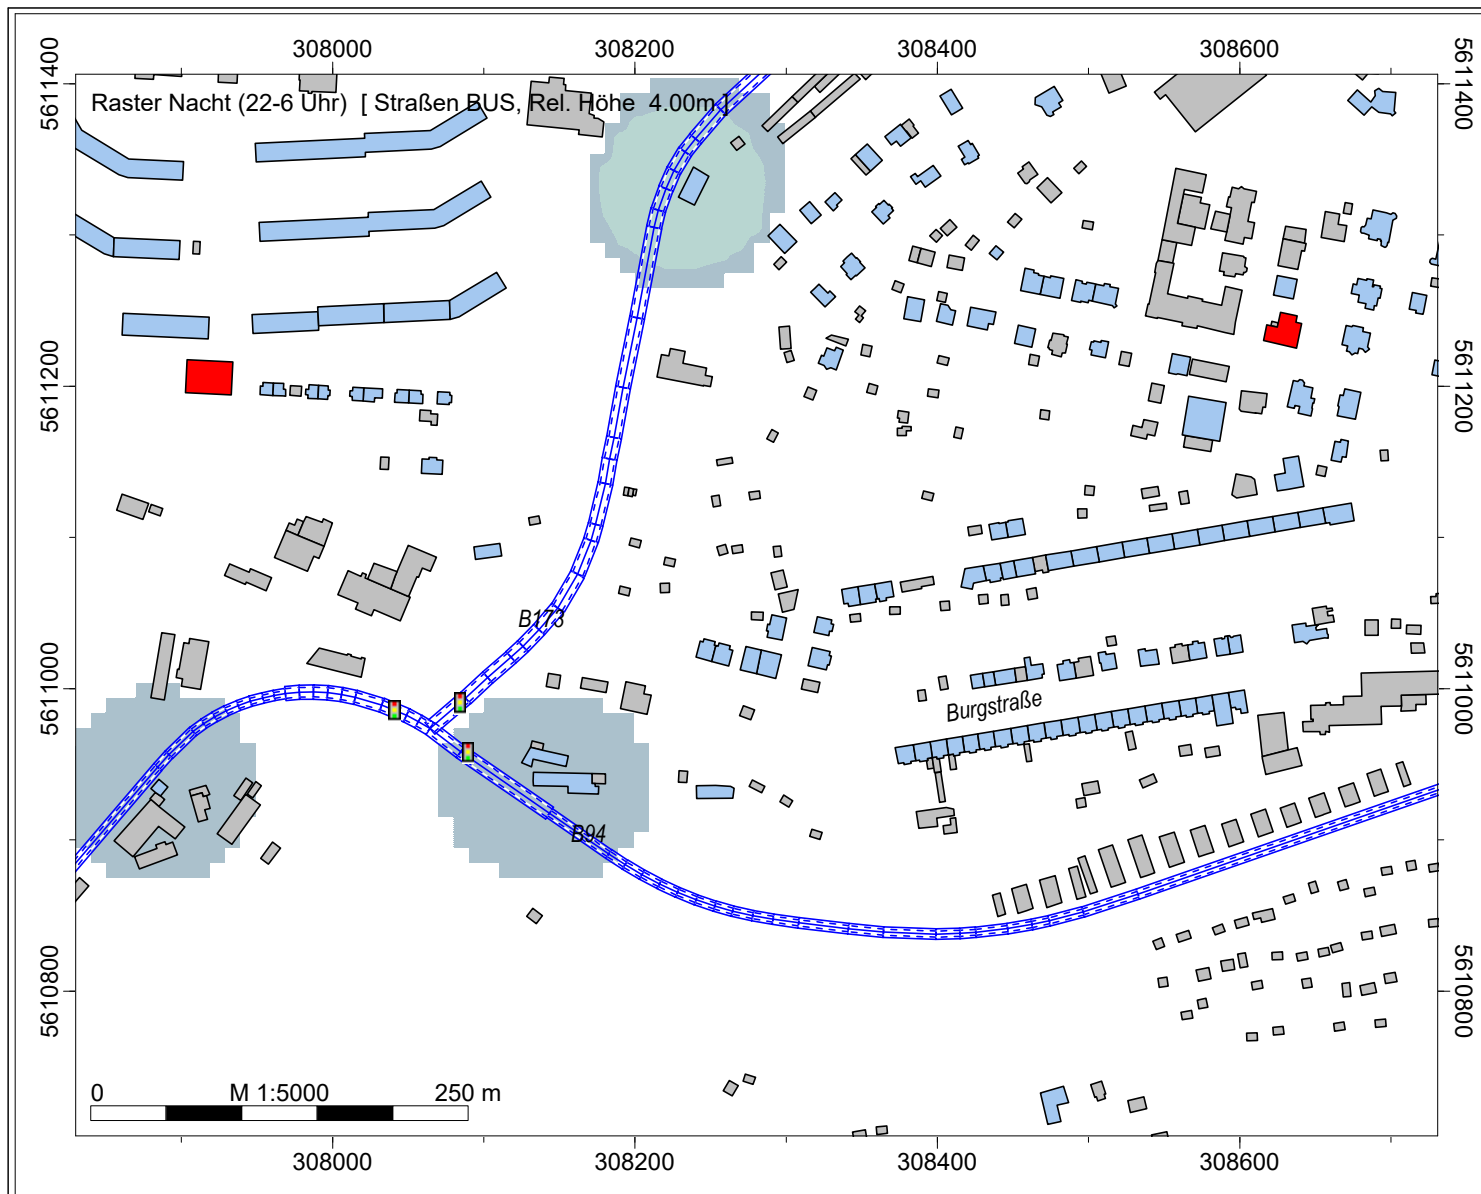 308000 308200 308400 308600
5611400 5611400
Raster Nacht (22-6 Uhr) [ Straßen BUS, Rel. Höhe 4.00m ]
5611200 5611200
B173
5611000 5611000
Burgstraße
B94
5610800 5610800
0 M 1:5000 250 m
308000 308200 308400 308600